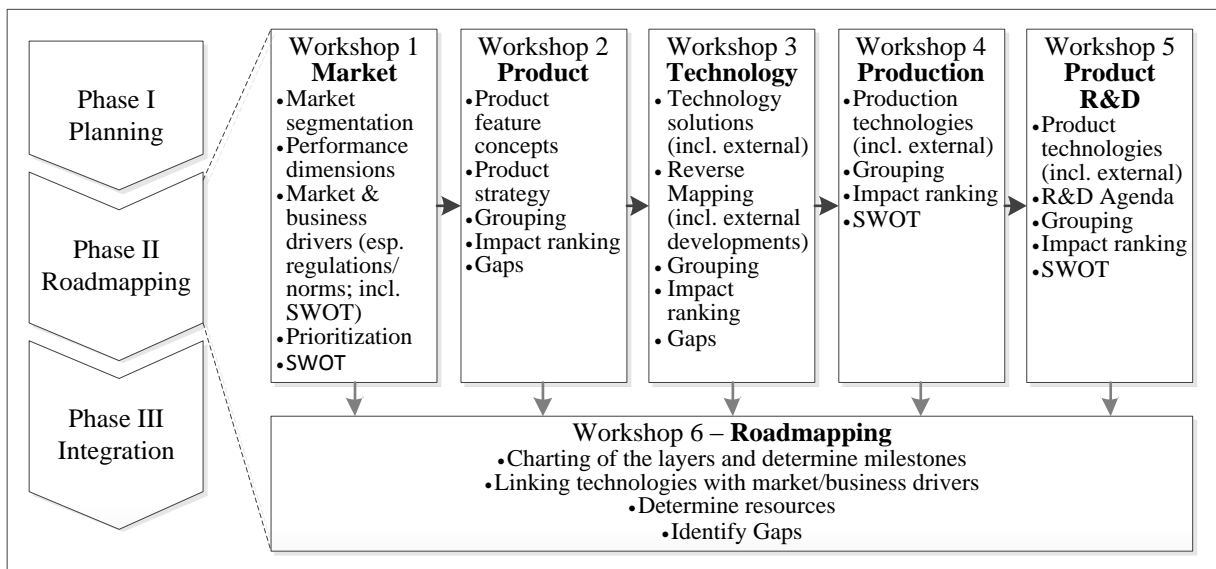 Phase I
Planning
Phase II
Roadmapping
Phase III
Integration
Workshop 1
Market
•Market
segmentation
•Performance
dimensions
•Market &
business
drivers (esp.
regulations/
norms; incl.
SWOT)
•Prioritization
•SWOT
Workshop 2
Product
•Product
feature
concepts
•Product
strategy
•Grouping
•Impact ranking
•Gaps
Workshop 3
Technology
•Technology
solutions
(incl. external)
•Reverse
Mapping
(incl. external
developments)
•Grouping
•Impact
ranking
•Gaps
Workshop 4
Production
•Production
technologies
(incl. external)
•Grouping
•Impact ranking
•SWOT
Workshop 5
Product
R&D
•Product
technologies
(incl. external)
•R&D Agenda
•Grouping
•Impact ranking
•SWOT
Workshop 6 – Roadmapping
•Charting of the layers and determine milestones
•Linking technologies with market/business drivers
•Determine resources
•Identify Gaps